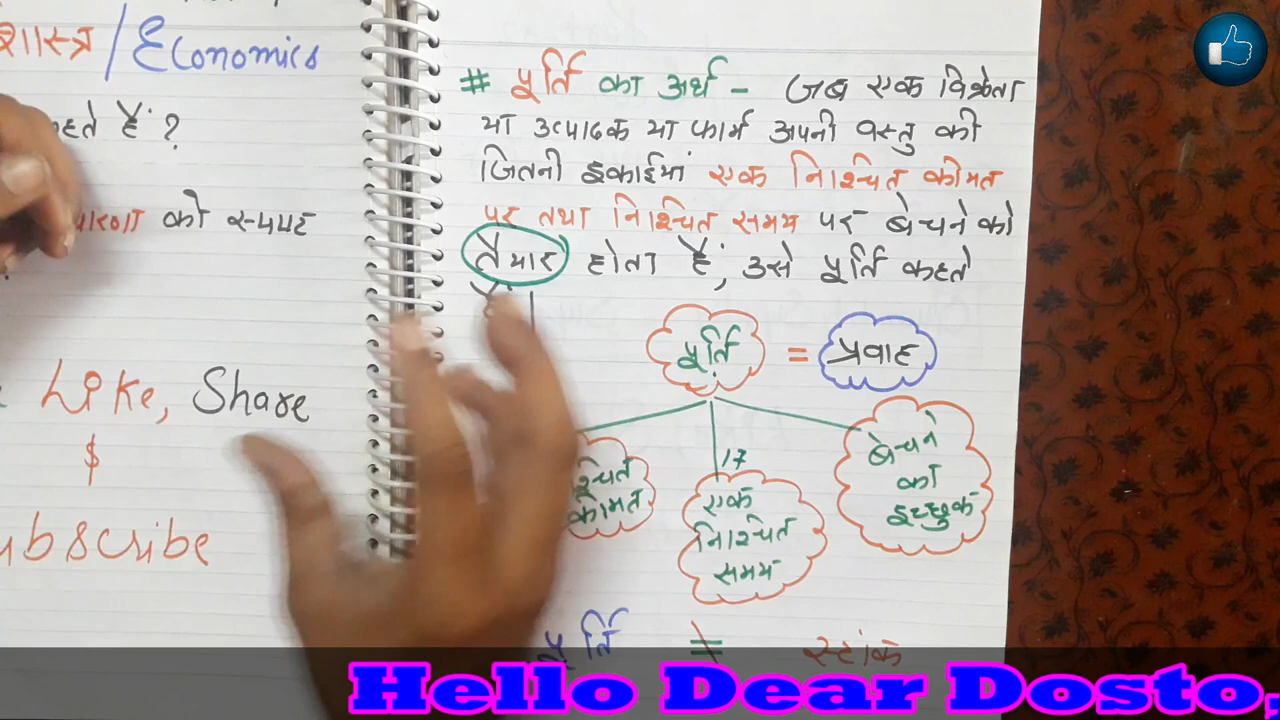 शास्त्र / Economics
कहते हैं ?
को स्पष्ट
Like, Share
$
ubscribe
# पूर्ति का अर्थ - जब एक विक्रेता
या उत्पादक या फार्म अपनी वस्तु की
जितनी इकाईयां एक निश्चित कीमत
पर तथा निश्चित समय पर बेचने को
तैयार होता है, उसे पूर्ति कहते
पूर्ति = प्रवाह
श्चित
कीमत
17
एक
निश्चित
समय
बेचने
का
इच्छुक
पूर्ति ≠ स्टॉक
Hello Dear Dosto,